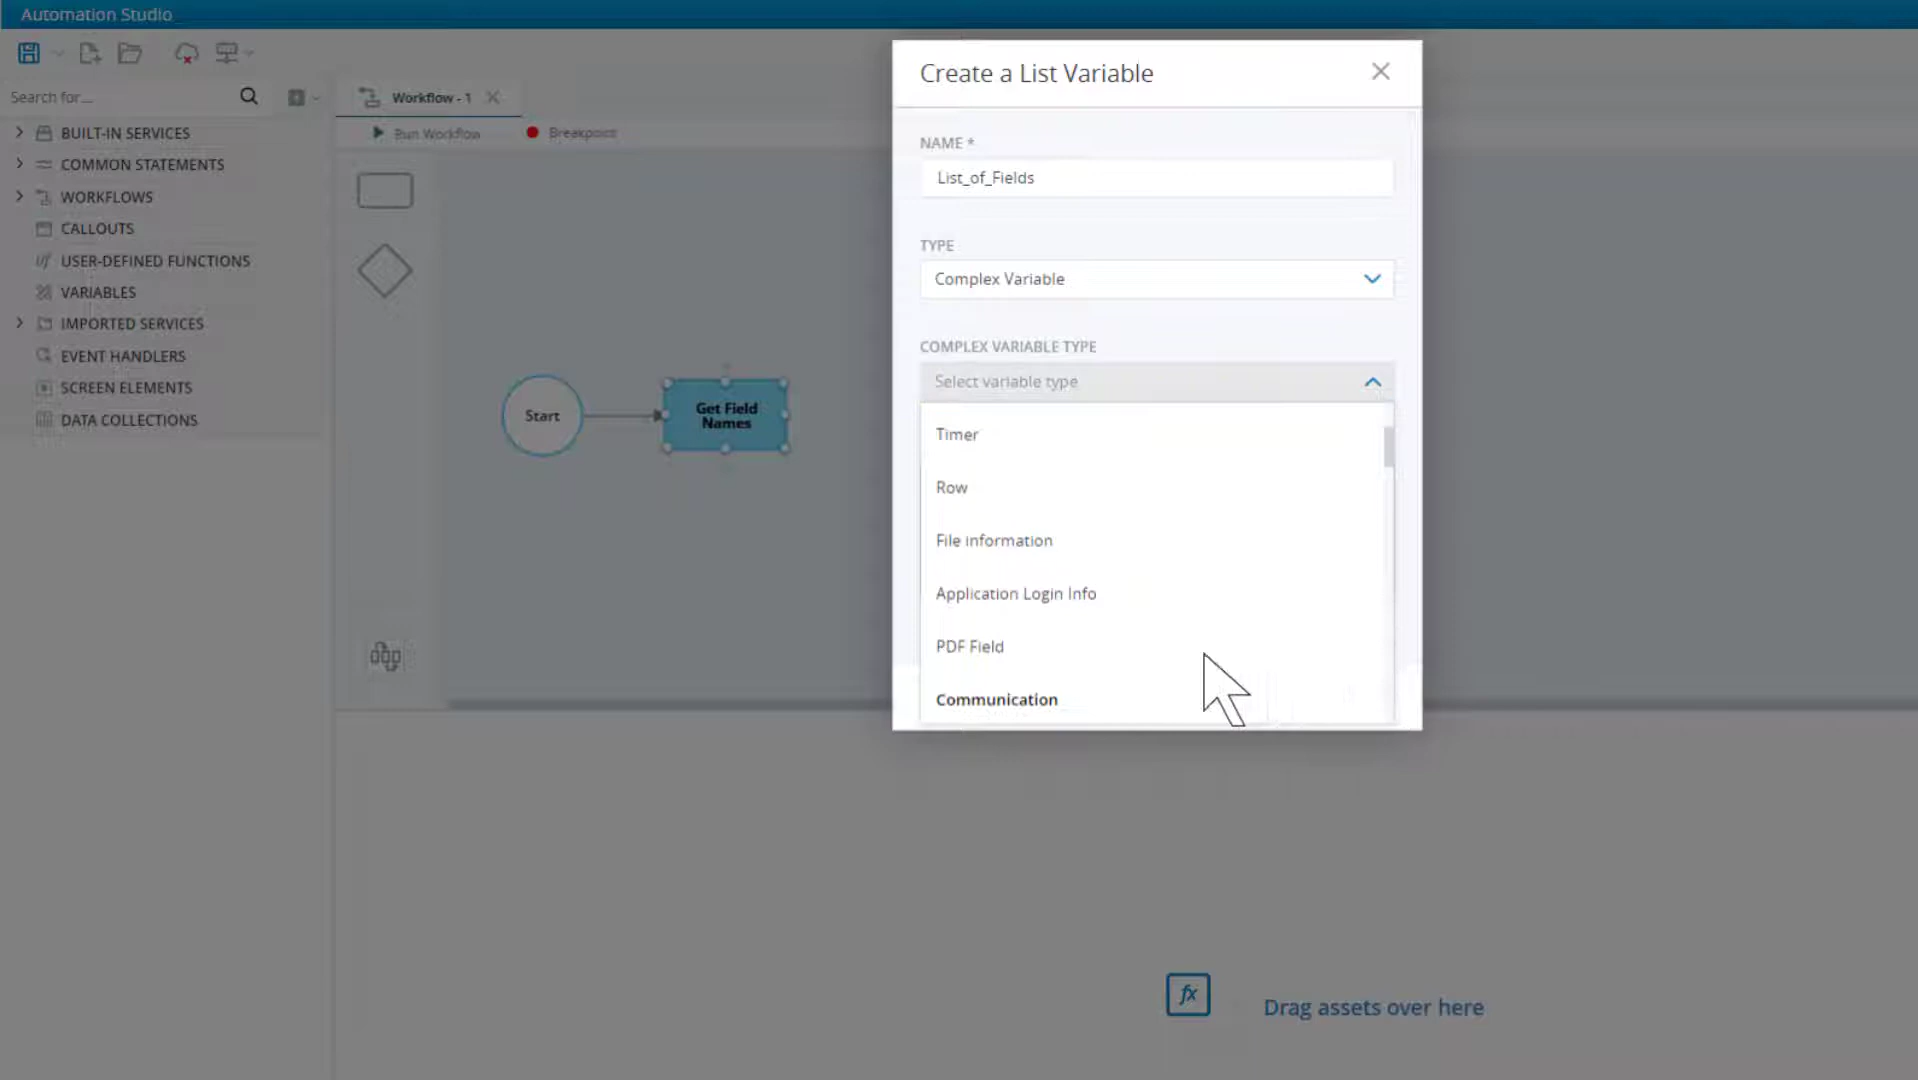 Automation Studio
Search for...
BUILT-IN SERVICES
COMMON STATEMENTS
WORKFLOWS
CALLOUTS
USER-DEFINED FUNCTIONS
VARIABLES
IMPORTED SERVICES
EVENT HANDLERS
SCREEN ELEMENTS
DATA COLLECTIONS
Workflow - 1
Run Workflow
Breakpoint
Start
Get Field
Names
Create a List Variable
NAME *
List_of_Fields
TYPE
Complex Variable
COMPLEX VARIABLE TYPE
Select variable type
Timer
Row
File information
Application Login Info
PDF Field
Communication
fx
Drag assets over here